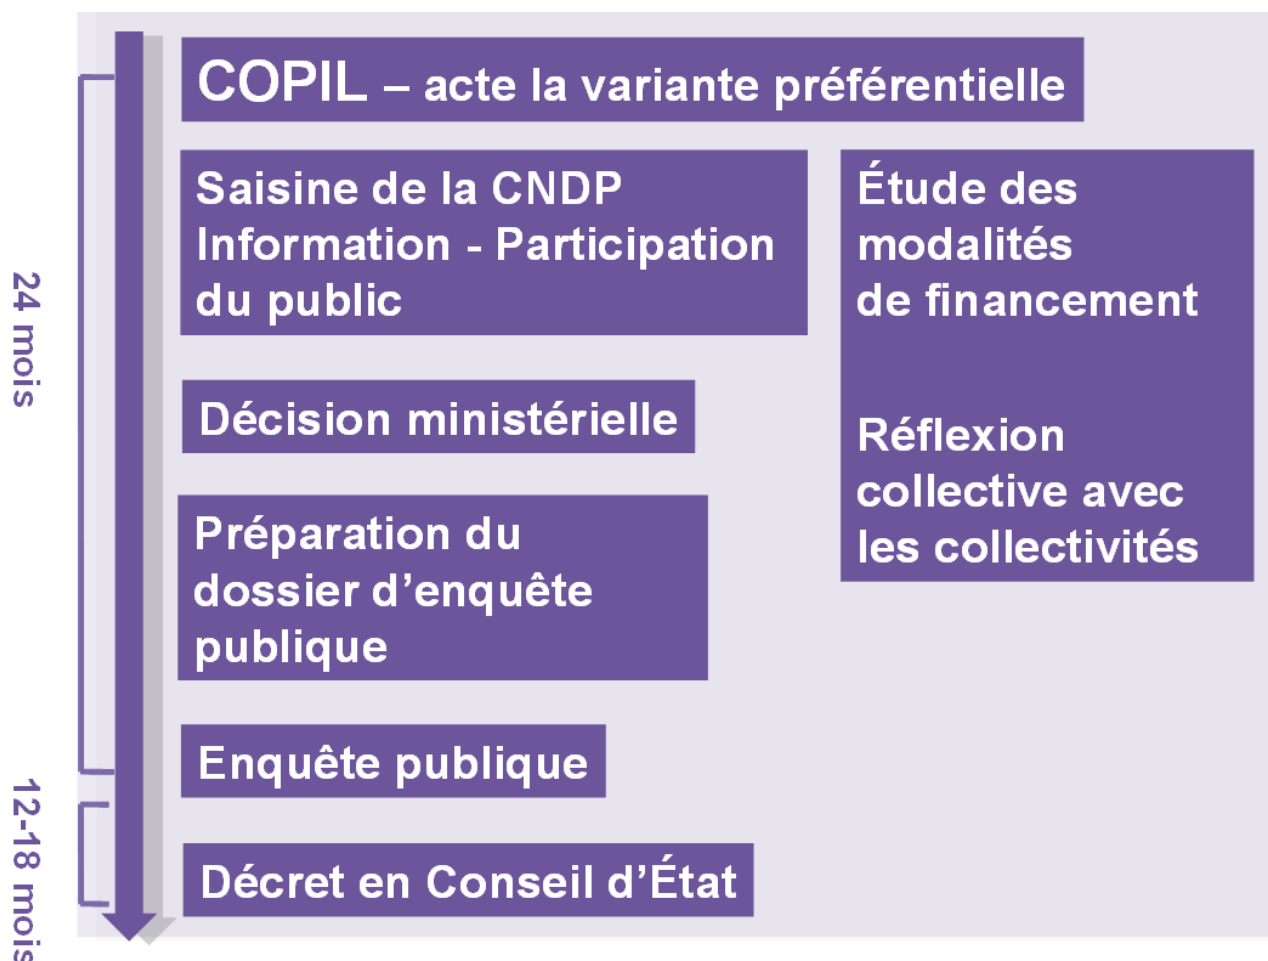 COPIL – acte la variante préférentielle
Saisine de la CNDP
Information - Participation
du public
Étude des
modalités
de financement
Réflexion
collective avec
les collectivités
24 mois
Décision ministérielle
Préparation du
dossier d’enquête
publique
Enquête publique
12-18 mois
Décret en Conseil d’État